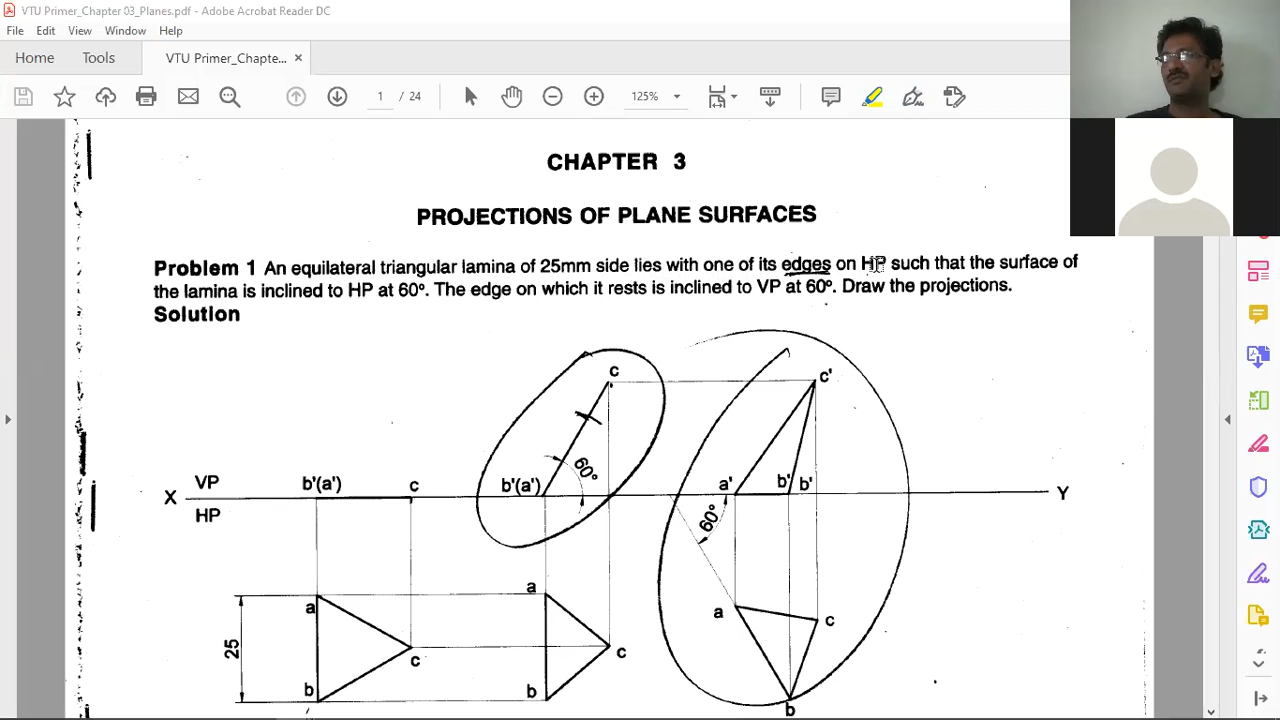 VTU Primer_Chapter 03_Planes.pdf - Adobe Acrobat Reader DC
File Edit View Window Help
Home Tools VTU Primer_Chapte... ×
1 / 24 125%
CHAPTER 3
PROJECTIONS OF PLANE SURFACES
Problem 1 An equilateral triangular lamina of 25mm side lies with one of its edges on HP such that the surface of
the lamina is inclined to HP at 60°. The edge on which it rests is inclined to VP at 60°. Draw the projections.
Solution
c c'
60°
X VP b'(a') c b'(a') a' b' b' Y
HP
60°
a a a c
25 c c
b b b